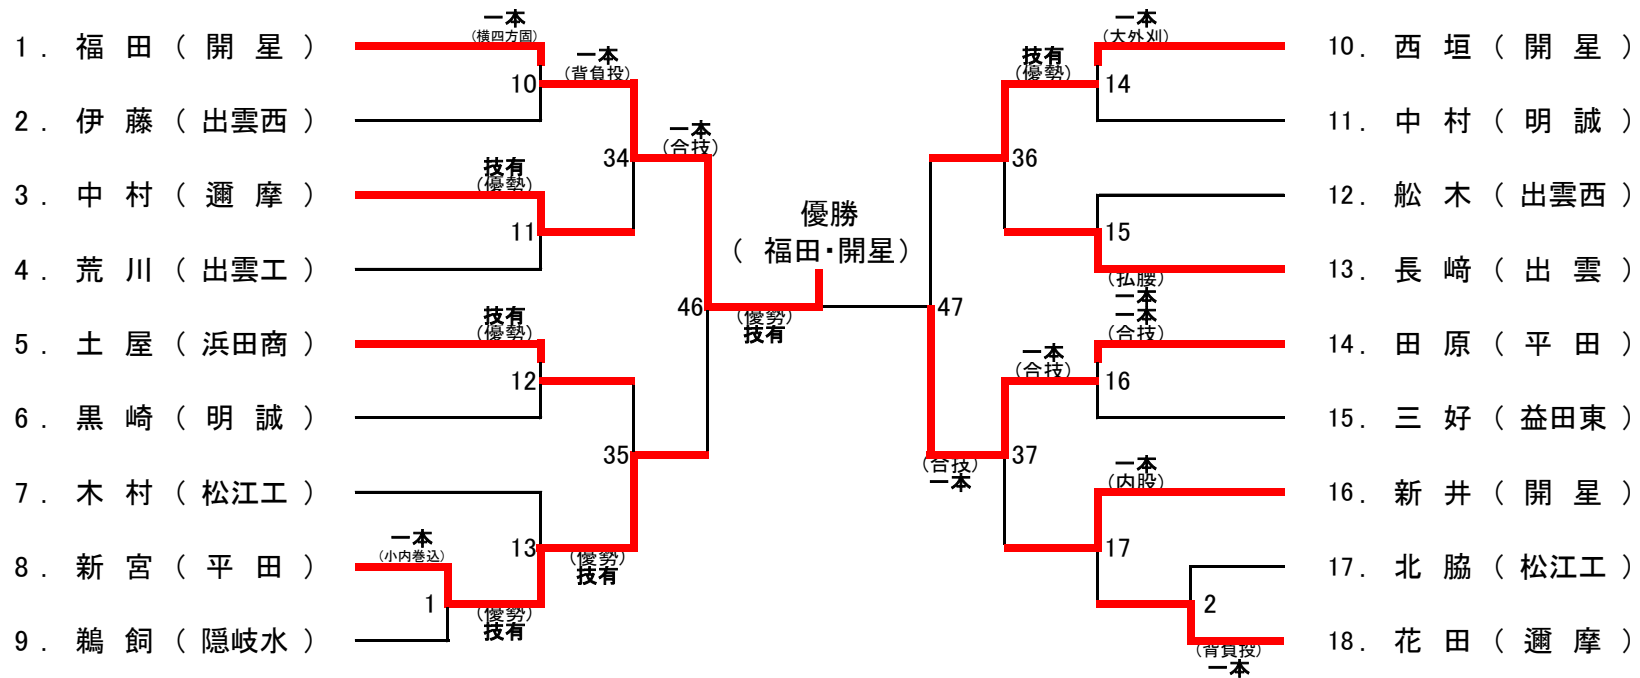 1． 福 田 （ 開 星 ）
2． 伊 藤 （ 出雲西 ）
3． 中 村 （ 邇 摩 ）
4． 荒 川 （ 出雲工 ）
5． 土 屋 （ 浜田商 ）
6． 黒 崎 （ 明 誠 ）
7． 木 村 （ 松江工 ）
8． 新 宮 （ 平 田 ）
9． 鵜 飼 （ 隠岐水 ）
一本
（横四方固）
10
技有
（優勢）
11
技有
（優勢）
12
一本
（小内巻込）
1
13
（優勢）
技有
一本
（背負投）
34
35
（優勢）
技有
一本
（合技）
46
優勝
（ 福田・開星）
（優勢）
技有
47
（合技）
一本
技有
（優勢）
36
一本
（合技）
37
一本
（大外刈）
14
15
（払腰）
一本
一本
（合技）
16
一本
（内股）
17
2
（背負投）
一本
10． 西 垣 （ 開 星 ）
11． 中 村 （ 明 誠 ）
12． 舩 木 （ 出雲西 ）
13． 長 﨑 （ 出 雲 ）
14． 田 原 （ 平 田 ）
15． 三 好 （ 益田東 ）
16． 新 井 （ 開 星 ）
17． 北 脇 （ 松江工 ）
18． 花 田 （ 邇 摩 ）